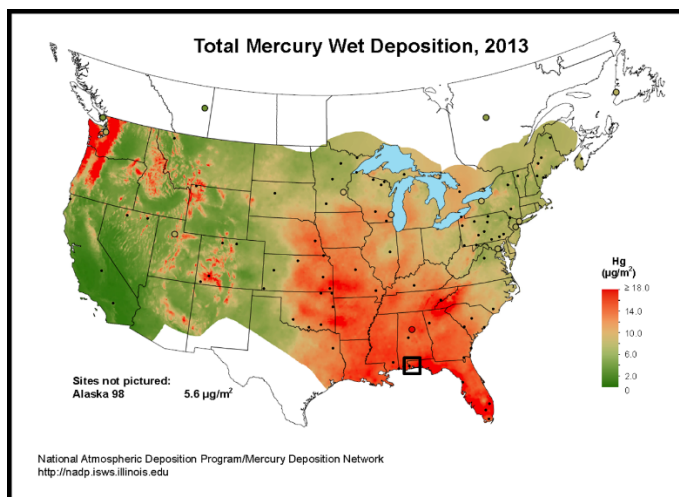 Total Mercury Wet Deposition, 2013
Hg
(µg/m²)
≥ 18.0
14.0
10.0
6.0
2.0
0
Sites not pictured:
Alaska 98 5.6 µg/m²
National Atmospheric Deposition Program/Mercury Deposition Network
http://nadp.isws.illinois.edu